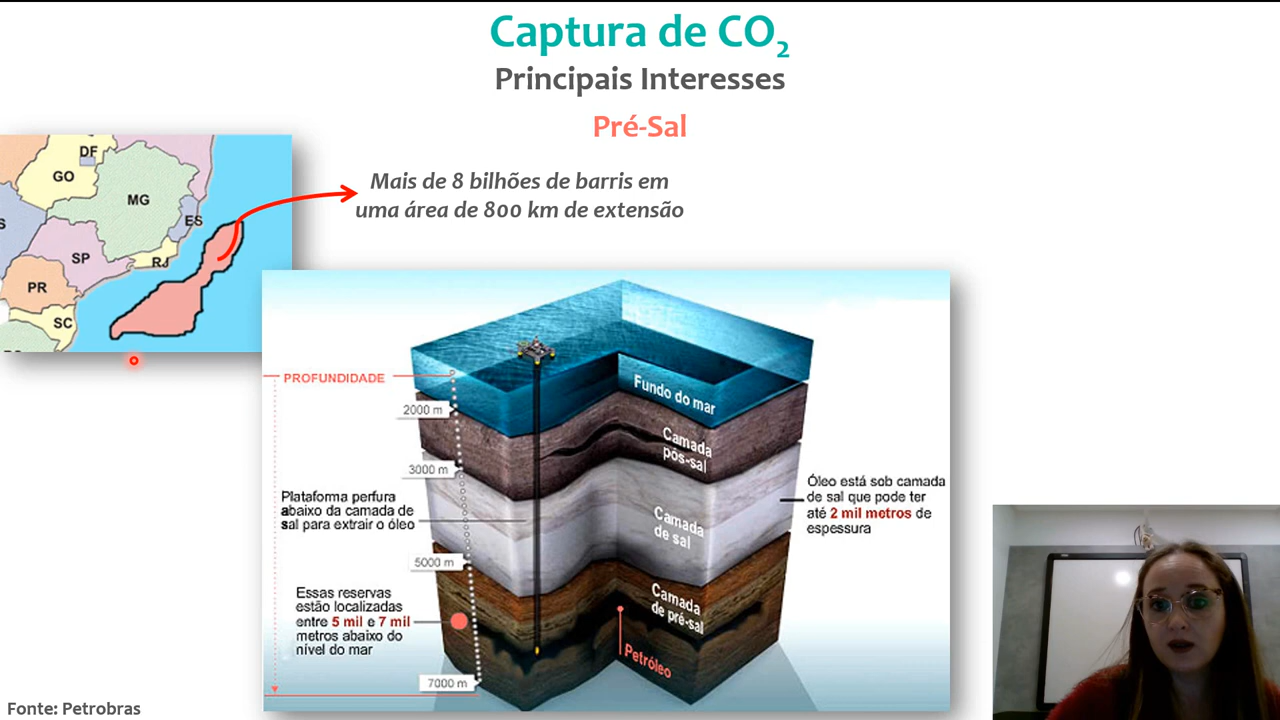 Captura de CO₂
Principais Interesses
Pré-Sal
DF
GO
MG
ES
SP
RJ
PR
SC
Mais de 8 bilhões de barris em
uma área de 800 km de extensão
PROFUNDIDADE
2000 m
3000 m
5000 m
7000 m
Fundo do mar
Camada
pós-sal
Camada
de sal
Camada
de pré-sal
Petróleo
Plataforma perfura
abaixo da camada de
sal para extrair o óleo
Essas reservas
estão localizadas
entre 5 mil e 7 mil
metros abaixo do
nível do mar
Óleo está sob camada
de sal que pode ter
até 2 mil metros de
espessura
Fonte: Petrobras